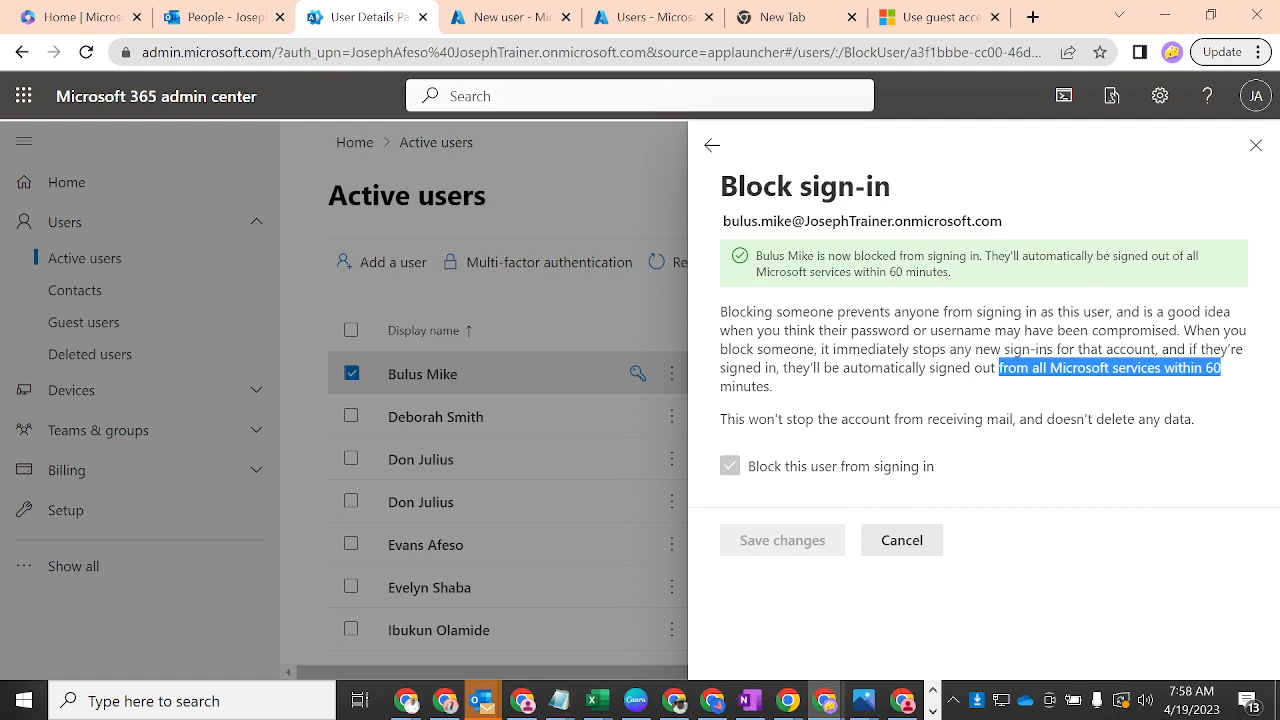 Home | Micros
People - Joseph
User Details Pa
New user - Mic
Users - Microso
New Tab
Use guest acce
admin.microsoft.com/?auth_upn=JosephAfeso%40JosephTrainer.onmicrosoft.com&source=applauncher#/users/:/BlockUser/a3f1bbbe-cc00-46d...
Update
Microsoft 365 admin center
Search
JA
Home
Users
Active users
Contacts
Guest users
Deleted users
Devices
Teams & groups
Billing
Setup
Show all
Home > Active users
Active users
Add a user
Multi-factor authentication
Re
Display name ↑
Bulus Mike
Deborah Smith
Don Julius
Don Julius
Evans Afeso
Evelyn Shaba
Ibukun Olamide
Block sign-in
bulus.mike@JosephTrainer.onmicrosoft.com
Bulus Mike is now blocked from signing in. They'll automatically be signed out of all
Microsoft services within 60 minutes.
Blocking someone prevents anyone from signing in as this user, and is a good idea
when you think their password or username may have been compromised. When you
block someone, it immediately stops any new sign-ins for that account, and if they're
signed in, they'll be automatically signed out from all Microsoft services within 60
minutes.
This won't stop the account from receiving mail, and doesn't delete any data.
Block this user from signing in
Save changes
Cancel
Type here to search
7:58 AM
4/19/2023
13